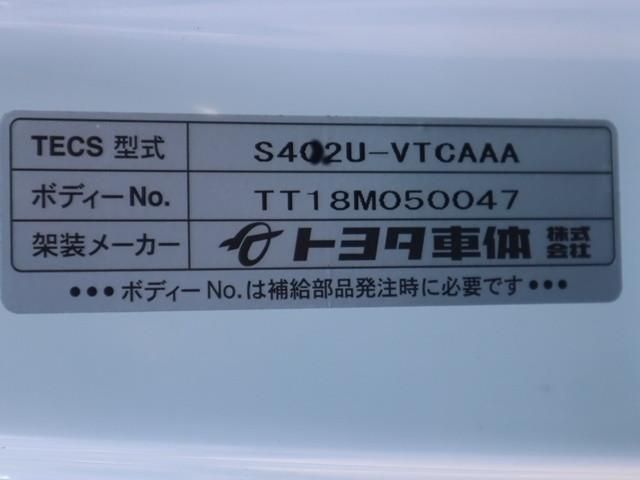 TECS 型式 S402U-VTCAAA
ボディーNo. TT18M050047
架装メーカー トヨタ車体 株式会社
●●●ボディーNo.は補給部品発注時に必要です●●●